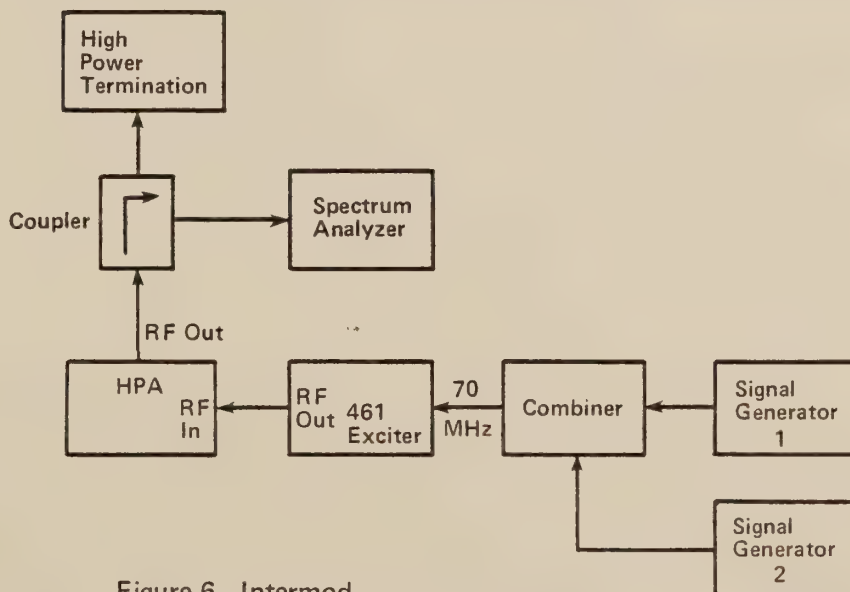 High
Power
Termination
Coupler
Spectrum
Analyzer
RF Out
HPA
RF
In
RF
Out
461
Exciter
70
MHz
Combiner
Signal
Generator
1
Signal
Generator
2
Figure 6. Intermod